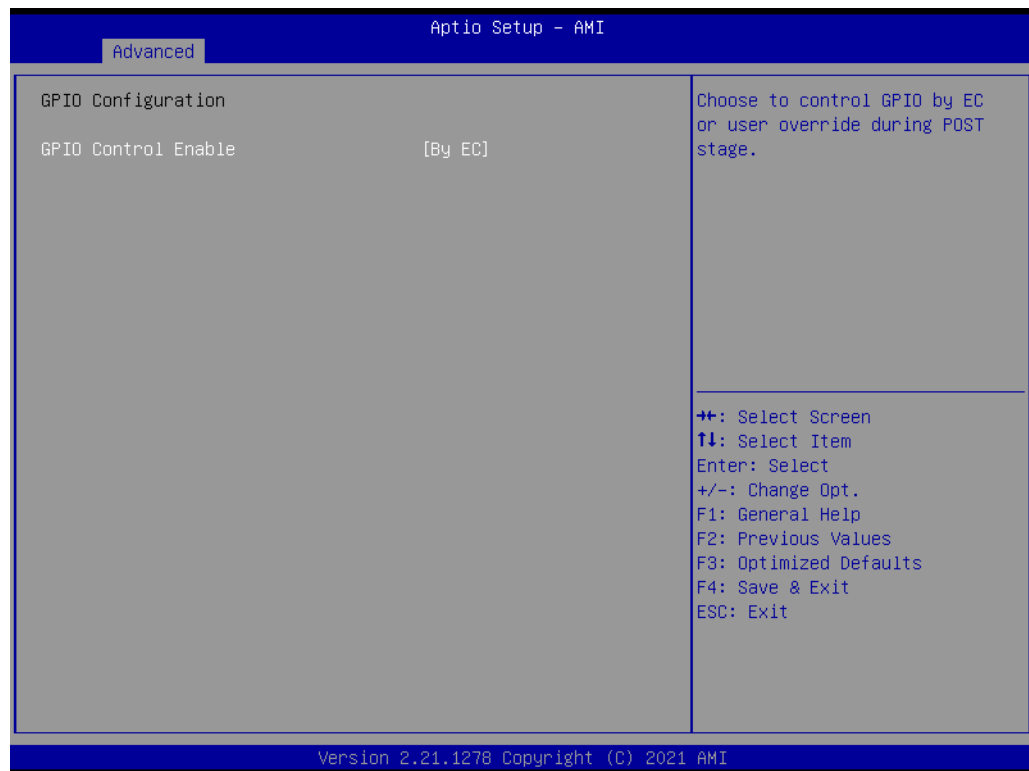 Aptio Setup – AMI
Advanced
GPIO Configuration
GPIO Control Enable [By EC]
Choose to control GPIO by EC
or user override during POST
stage.
→←: Select Screen
↑↓: Select Item
Enter: Select
+/-: Change Opt.
F1: General Help
F2: Previous Values
F3: Optimized Defaults
F4: Save & Exit
ESC: Exit
Version 2.21.1278 Copyright (C) 2021 AMI